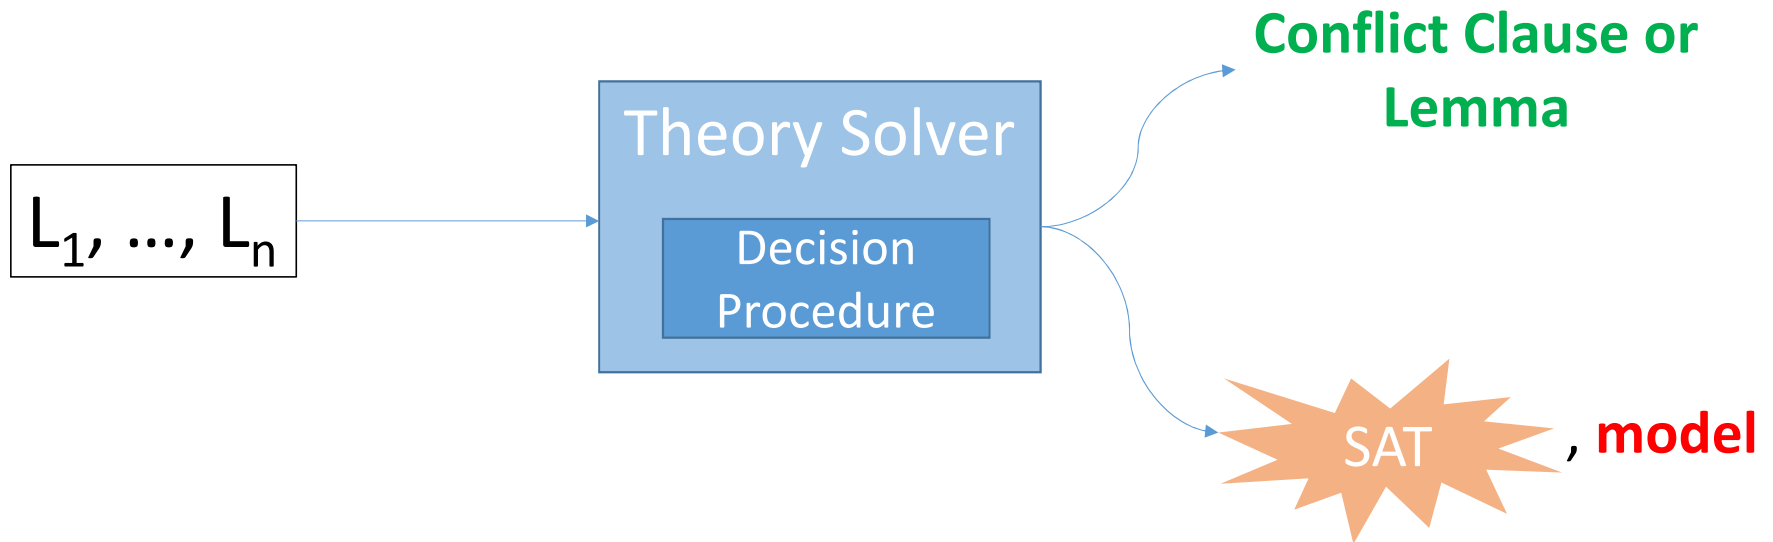 Conflict Clause or
Lemma
Theory Solver
L₁, ..., Lₙ
Decision
Procedure
SAT , model